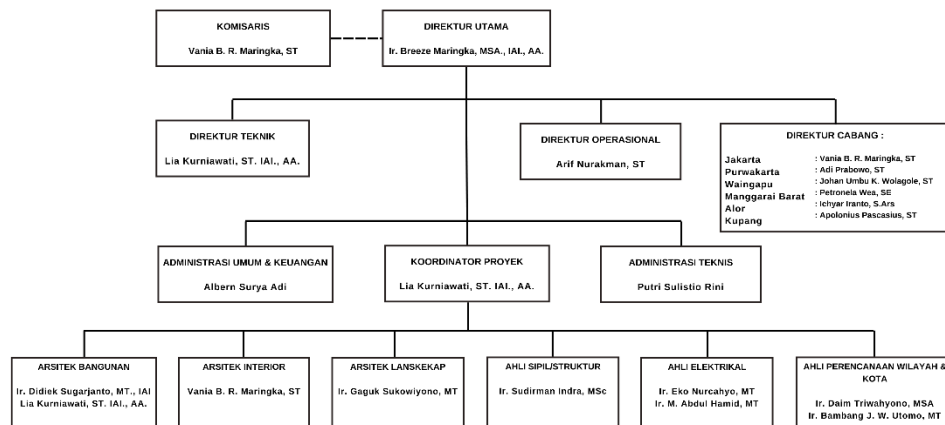 KOMISARIS
Vania B. R. Maringka, ST
DIREKTUR UTAMA
Ir. Breeze Maringka, MSA., IAI., AA.
DIREKTUR TEKNIK
Lia Kurniawati, ST. IAI., AA.
DIREKTUR OPERASIONAL
Arif Nurakman, ST
DIREKTUR CABANG :
Jakarta : Vania B. R. Maringka, ST
Purwakarta : Adi Prabowo, ST
Waingapu : Johan Umbu K. Wolagole, ST
Manggarai Barat : Petronela Wea, SE
Alor : Ichyar Iranto, S.Ars
Kupang : Apolonius Pascasius, ST
ADMINISTRASI UMUM & KEUANGAN
Albern Surya Adi
KOORDINATOR PROYEK
Lia Kurniawati, ST. IAI., AA.
ADMINISTRASI TEKNIS
Putri Sulistio Rini
ARSITEK BANGUNAN
Ir. Didiek Sugarjanto, MT., IAI
Lia Kurniawati, ST. IAI., AA.
ARSITEK INTERIOR
Vania B. R. Maringka, ST
ARSITEK LANSKEKAP
Ir. Gaguk Sukowiyono, MT
AHLI SIPIL/STRUKTUR
Ir. Sudirman Indra, MSc
AHLI ELEKTRIKAL
Ir. Eko Nurcahyo, MT
Ir. M. Abdul Hamid, MT
AHLI PERENCANAAN WILAYAH &
KOTA
Ir. Daim Triwahyono, MSA
Ir. Bambang J. W. Utomo, MT